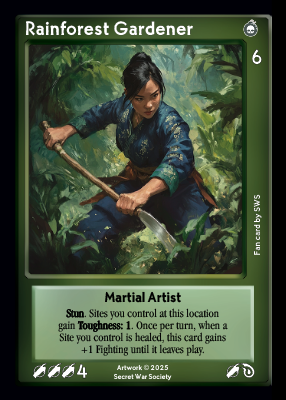 Rainforest Gardener
6
Fan card by SWS
Martial Artist
Stun. Sites you control at this location
gain Toughness: 1. Once per turn, when a
Site you control is healed, this card gains
+1 Fighting until it leaves play.
4
Artwork © 2025
Secret War Society